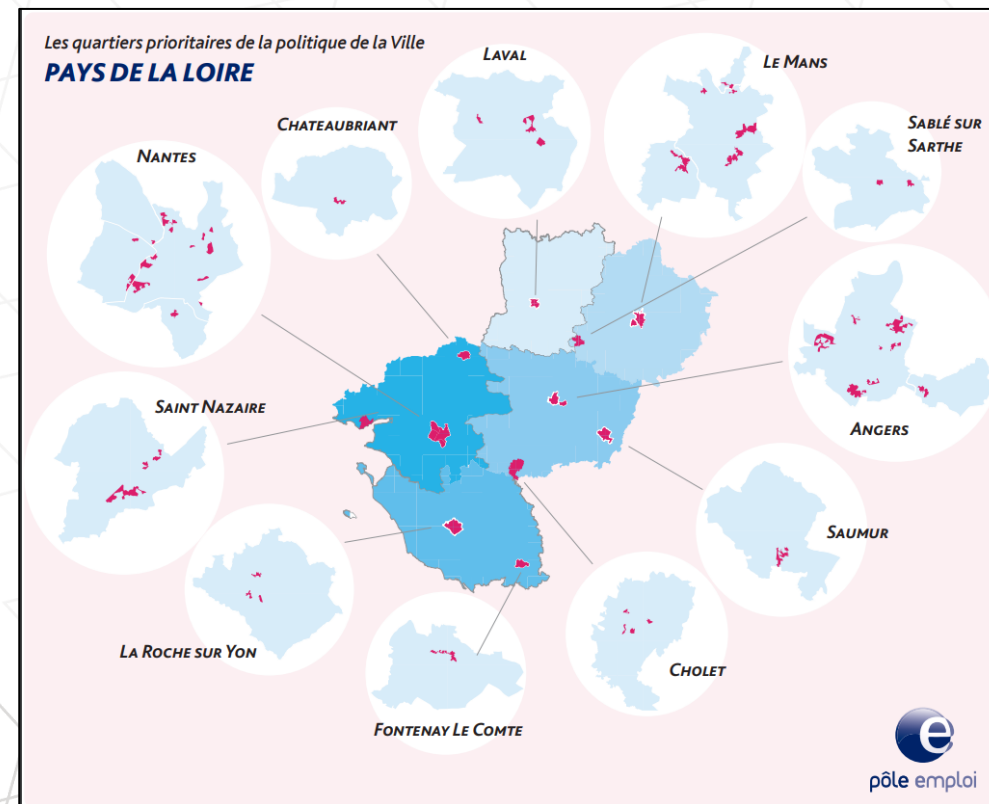 Les quartiers prioritaires de la politique de la Ville
PAYS DE LA LOIRE
LAVAL
LE MANS
CHATEAUBRIANT
SABLÉ SUR
SARTHE
NANTES
SAINT NAZAIRE
ANGERS
SAUMUR
LA ROCHE SUR YON
CHOLET
FONTENAY LE COMTE
e
pôle emploi